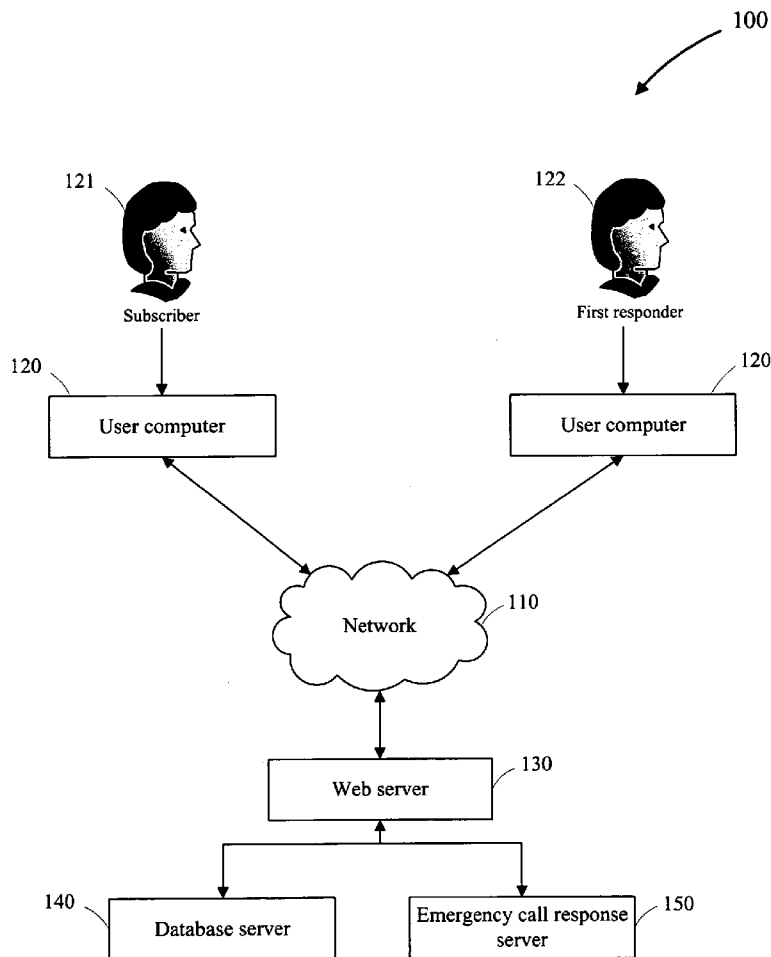 100
121
122
Subscriber
First responder
120
120
User computer
User computer
Network
110
Web server
130
140
Database server
Emergency call response
server
150